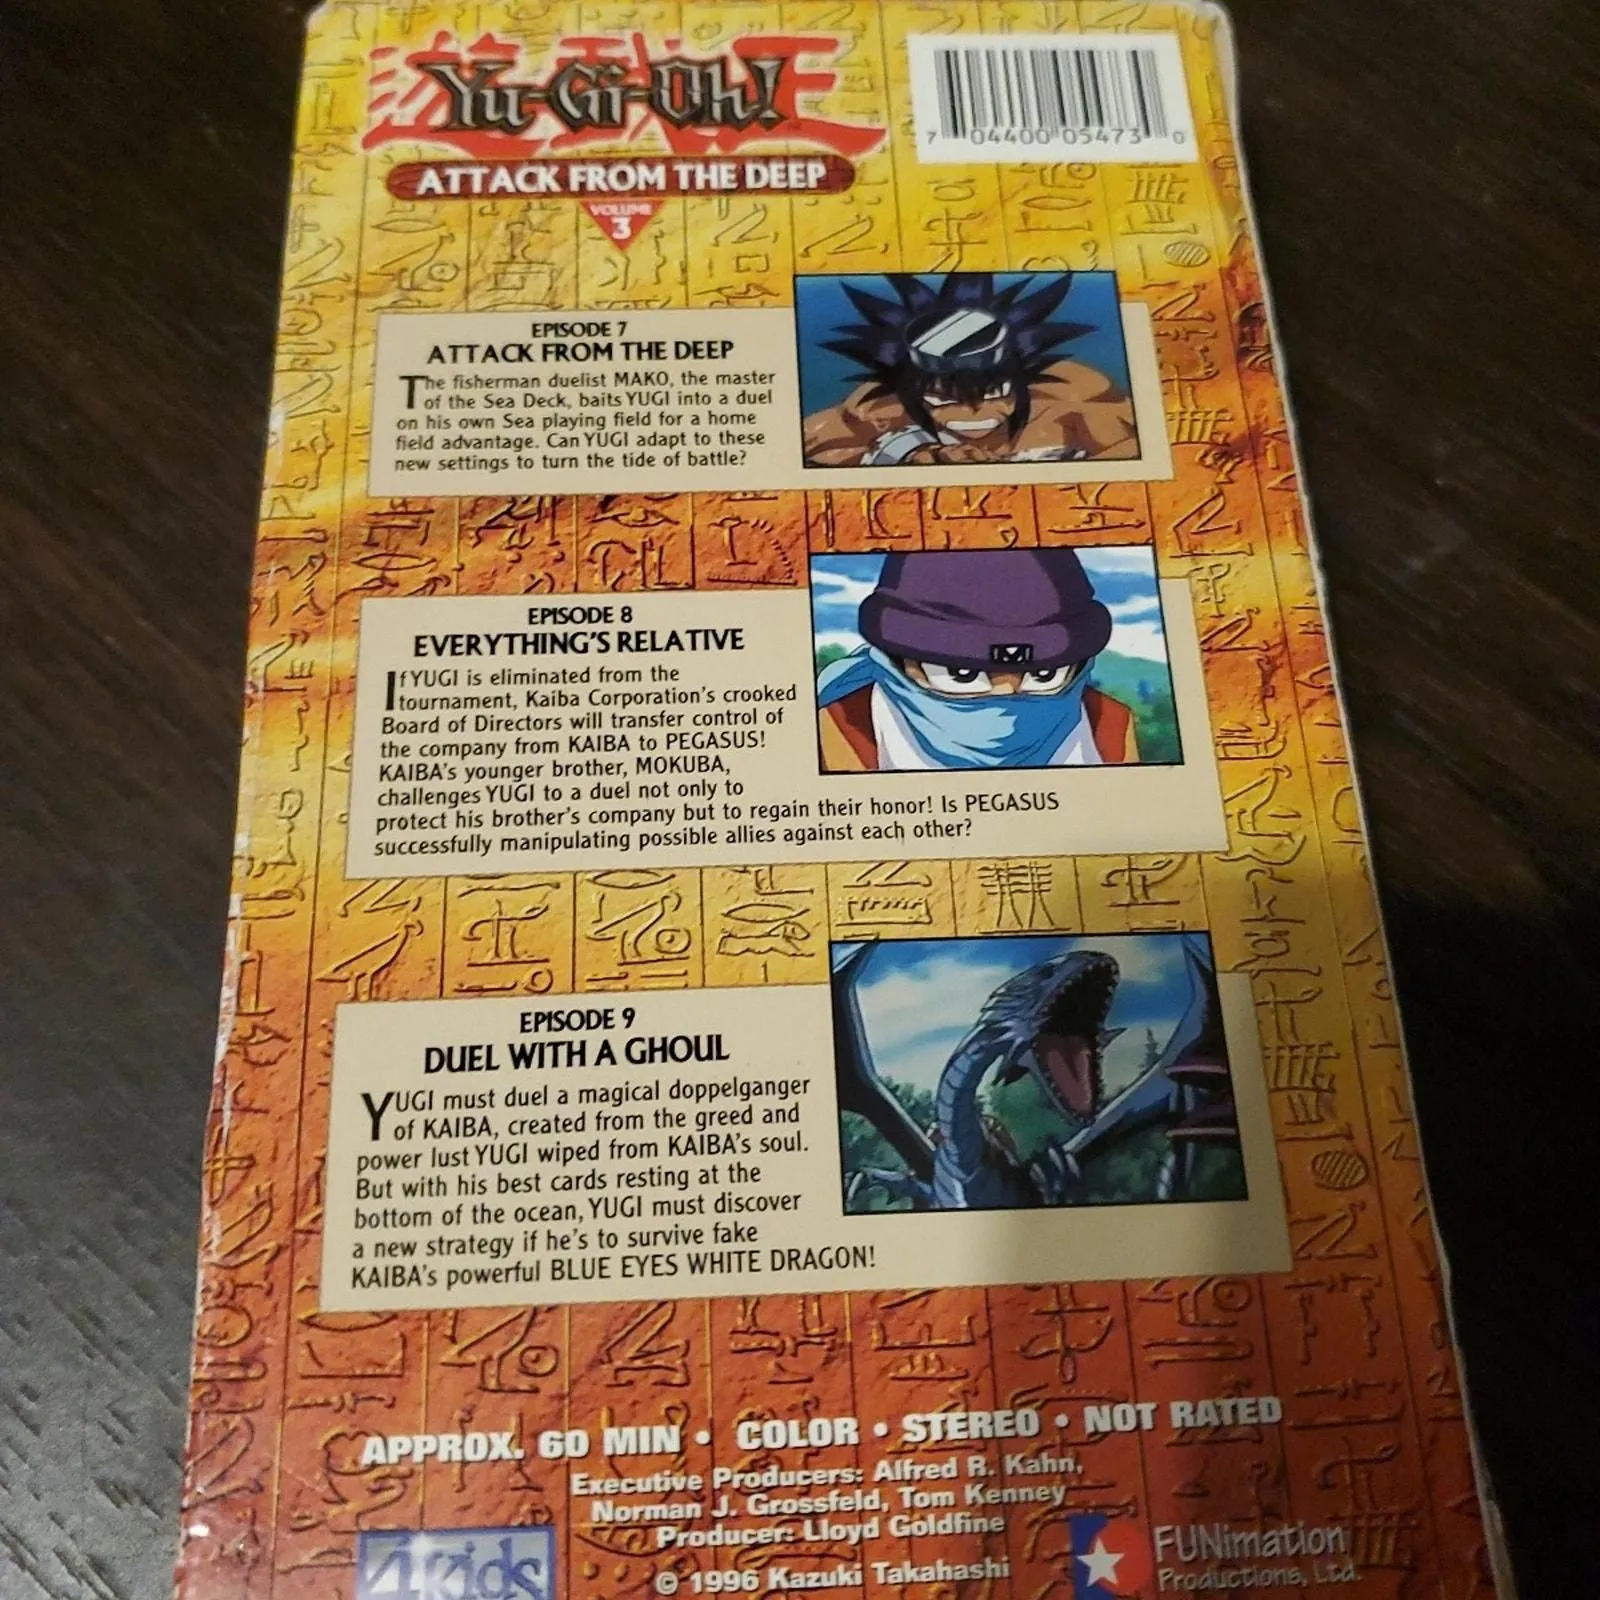 遊戯王
Yu-Gi-Oh!
7 04400 05473 0
ATTACK FROM THE DEEP
VOLUME
3
EPISODE 7
ATTACK FROM THE DEEP
The fisherman duelist MAKO, the master
of the Sea Deck, baits YUGI into a duel
on his own Sea playing field for a home
field advantage. Can YUGI adapt to these
new settings to turn the tide of battle?
EPISODE 8
EVERYTHING'S RELATIVE
If YUGI is eliminated from the
tournament, Kaiba Corporation's crooked
Board of Directors will transfer control of
the company from KAIBA to PEGASUS!
KAIBA's younger brother, MOKUBA,
challenges YUGI to a duel not only to
protect his brother's company but to regain their honor! Is PEGASUS
successfully manipulating possible allies against each other?
EPISODE 9
DUEL WITH A GHOUL
YUGI must duel a magical doppelganger
of KAIBA, created from the greed and
power lust YUGI wiped from KAIBA's soul.
But with his best cards resting at the
bottom of the ocean, YUGI must discover
a new strategy if he's to survive fake
KAIBA's powerful BLUE EYES WHITE DRAGON!
APPROX. 60 MIN • COLOR • STEREO • NOT RATED
Executive Producers: Alfred R. Kahn,
Norman J. Grossfeld, Tom Kenney
Producer: Lloyd Goldfine
© 1996 Kazuki Takahashi
4Kids
FUNimation
Productions, Ltd.